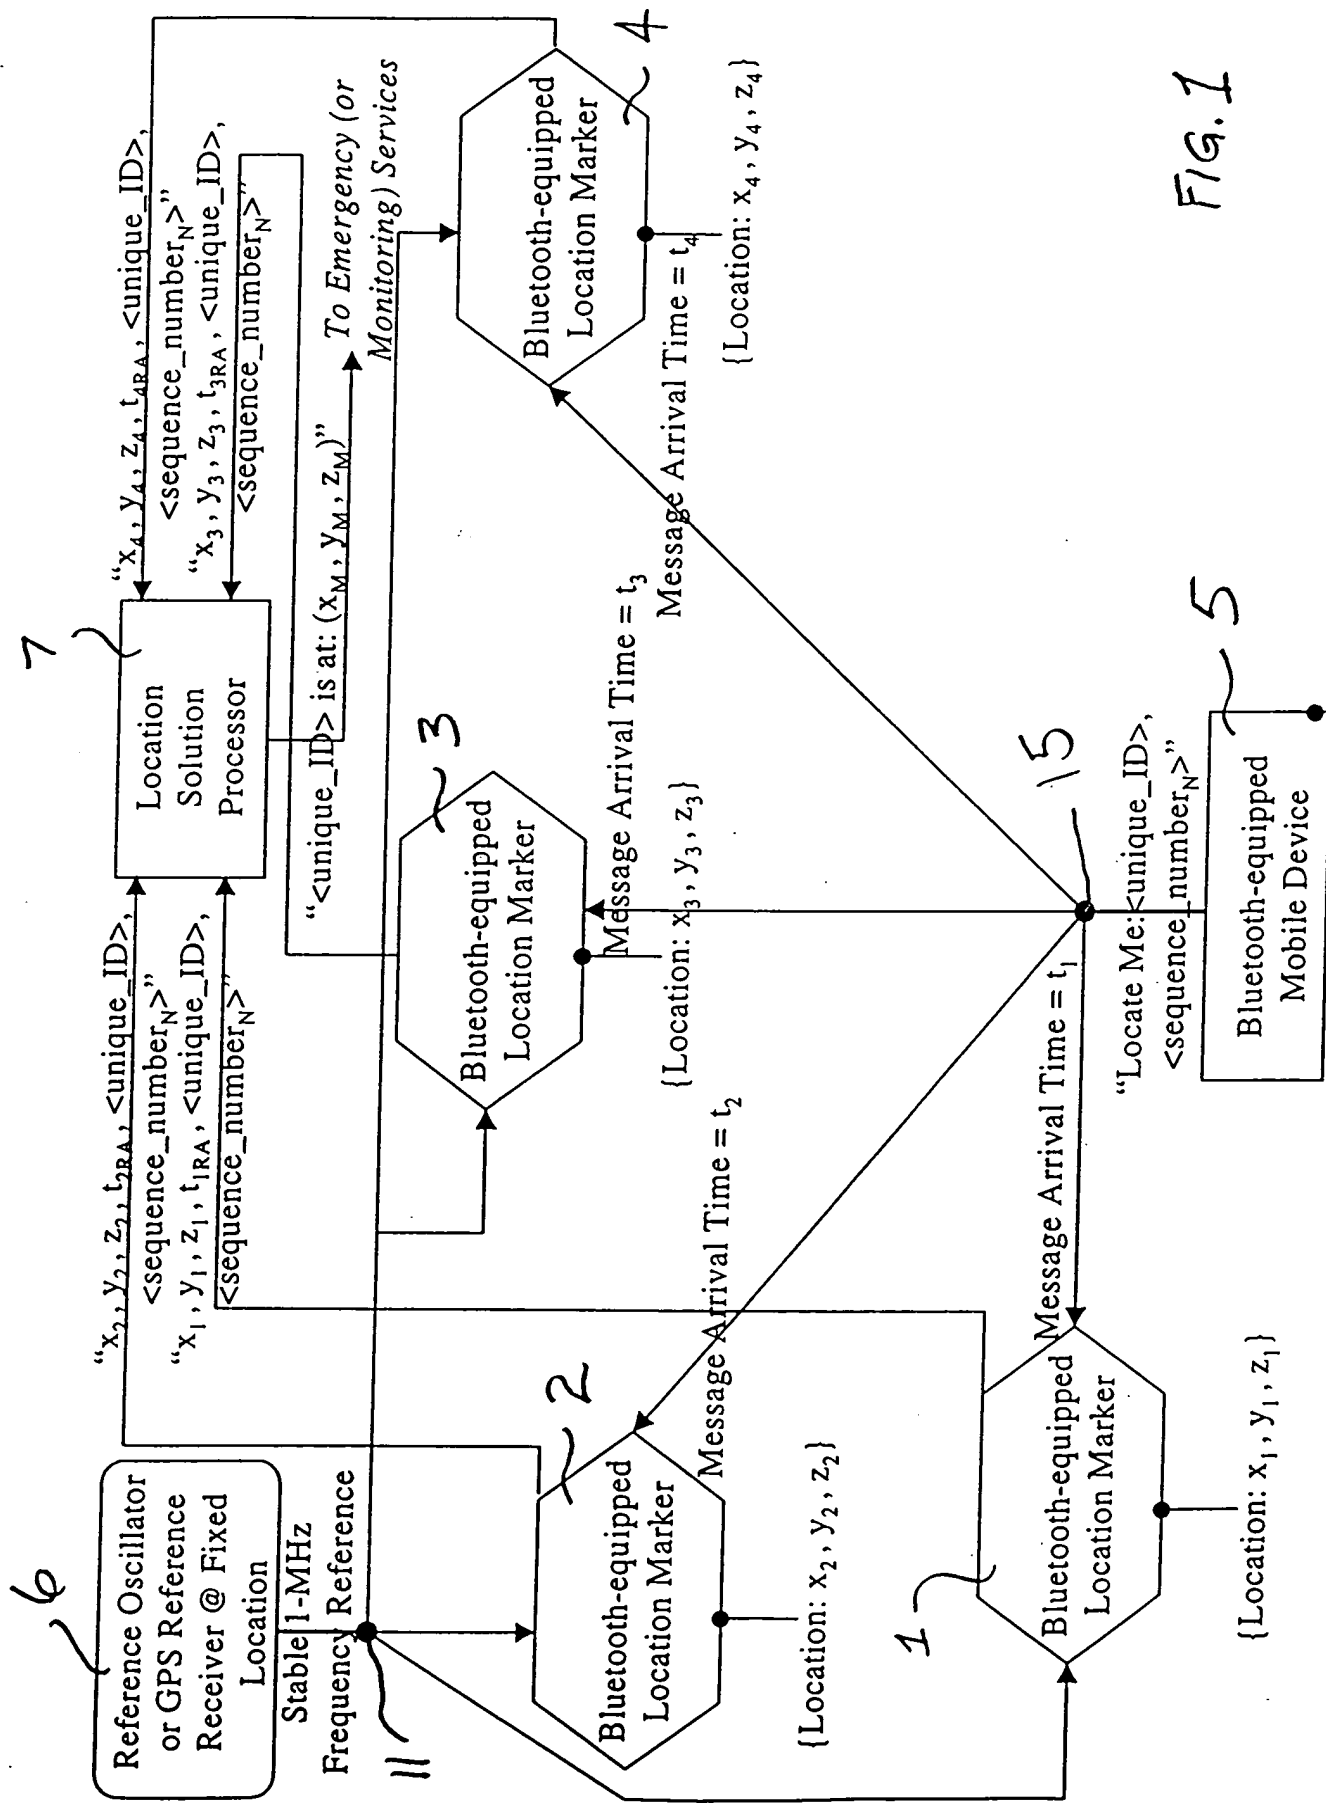 6
Reference Oscillator
or GPS Reference
Receiver @ Fixed
Location
Stable 1-MHz
Frequency Reference
11
“x₂, y₂, z₂, t₂RA, <unique_ID>,
<sequence_numberN>”
“x₁, y₁, z₁, t₁RA, <unique_ID>,
<sequence_numberN>”
7
Location
Solution
Processor
“x₄, y₄, z₄, t₄RA, <unique_ID>,
<sequence_numberN>”
“x₃, y₃, z₃, t₃RA, <unique_ID>,
<sequence_numberN>”
“<unique_ID> is at: (xM, yM, zM)”
To Emergency (or
Monitoring) Services
2
Bluetooth-equipped
Location Marker
Message Arrival Time = t₂
{Location: x₂, y₂, z₂}
3
Bluetooth-equipped
Location Marker
Message Arrival Time = t₃
{Location: x₃, y₃, z₃}
4
Bluetooth-equipped
Location Marker
Message Arrival Time = t₄
{Location: x₄, y₄, z₄}
1
Bluetooth-equipped
Location Marker
Message Arrival Time = t₁
{Location: x₁, y₁, z₁}
15
“Locate Me:<unique_ID>,
<sequence_numberN>”
5
Bluetooth-equipped
Mobile Device
FIG. 1